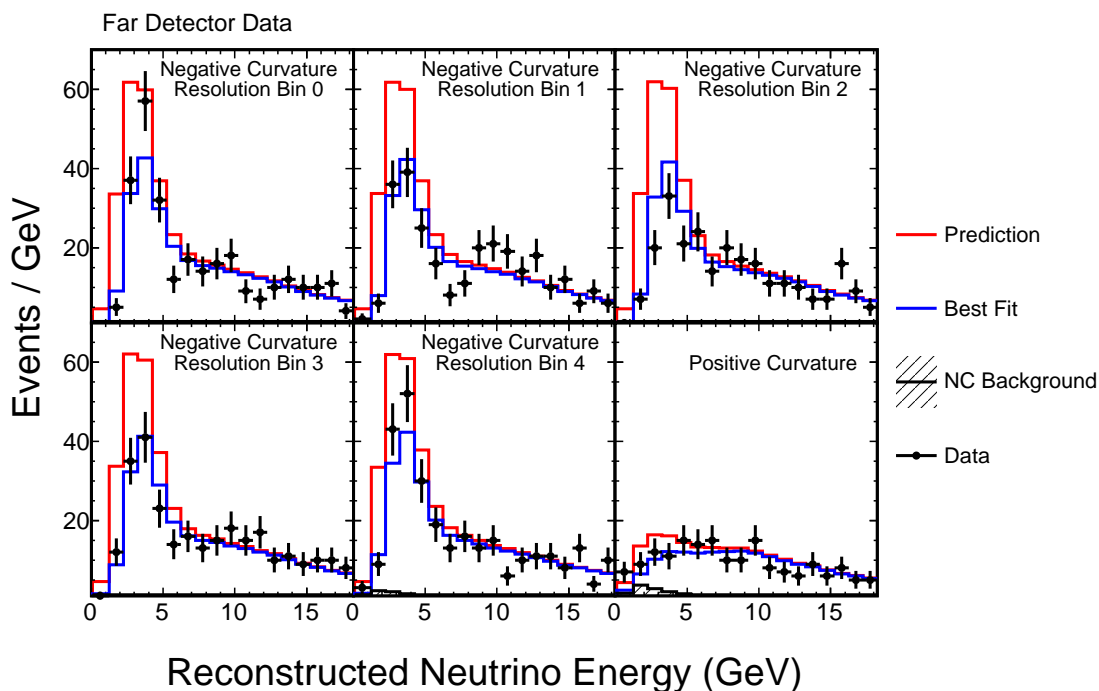 Far Detector Data
Negative Curvature
Resolution Bin 0
Negative Curvature
Resolution Bin 1
Negative Curvature
Resolution Bin 2
60
40
20
Negative Curvature
Resolution Bin 3
Negative Curvature
Resolution Bin 4
Positive Curvature
60
40
20
0 5 10 15 0 5 10 15 0 5 10 15
Events / GeV
Reconstructed Neutrino Energy (GeV)
Prediction
Best Fit
NC Background
Data